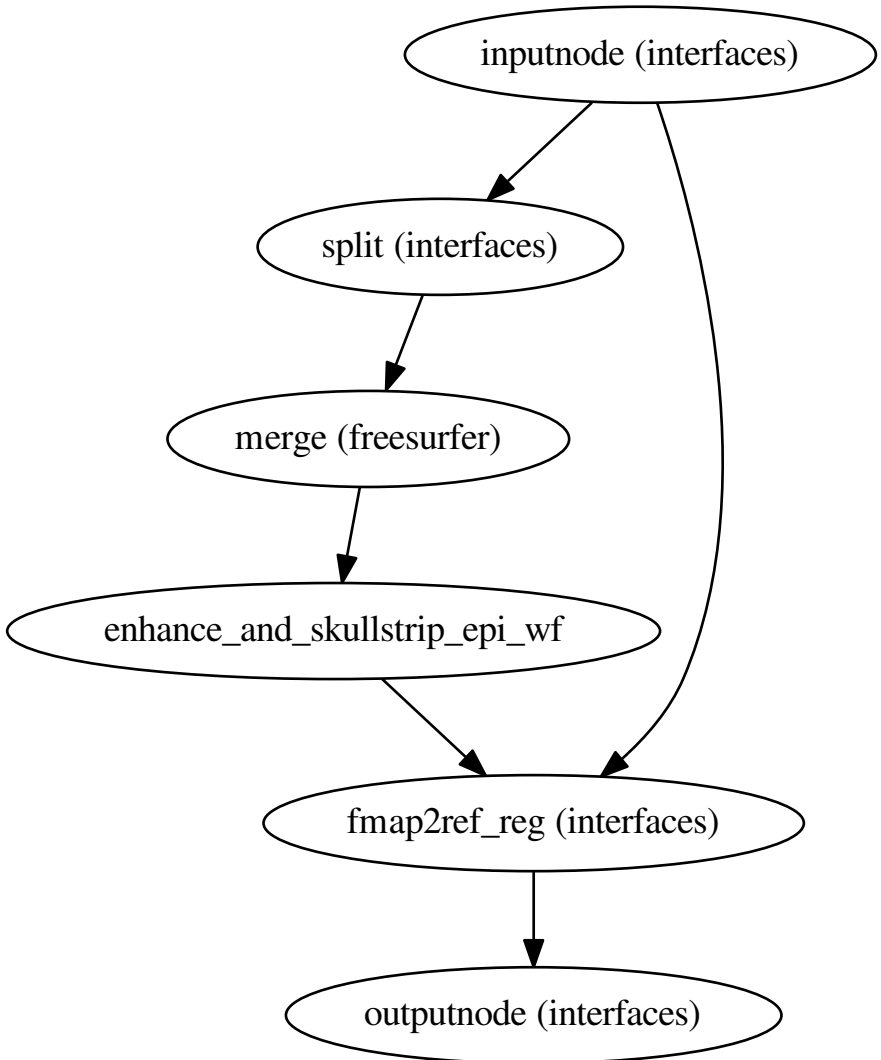 inputnode (interfaces)
split (interfaces)
merge (freesurfer)
enhance_and_skullstrip_epi_wf
fmap2ref_reg (interfaces)
outputnode (interfaces)